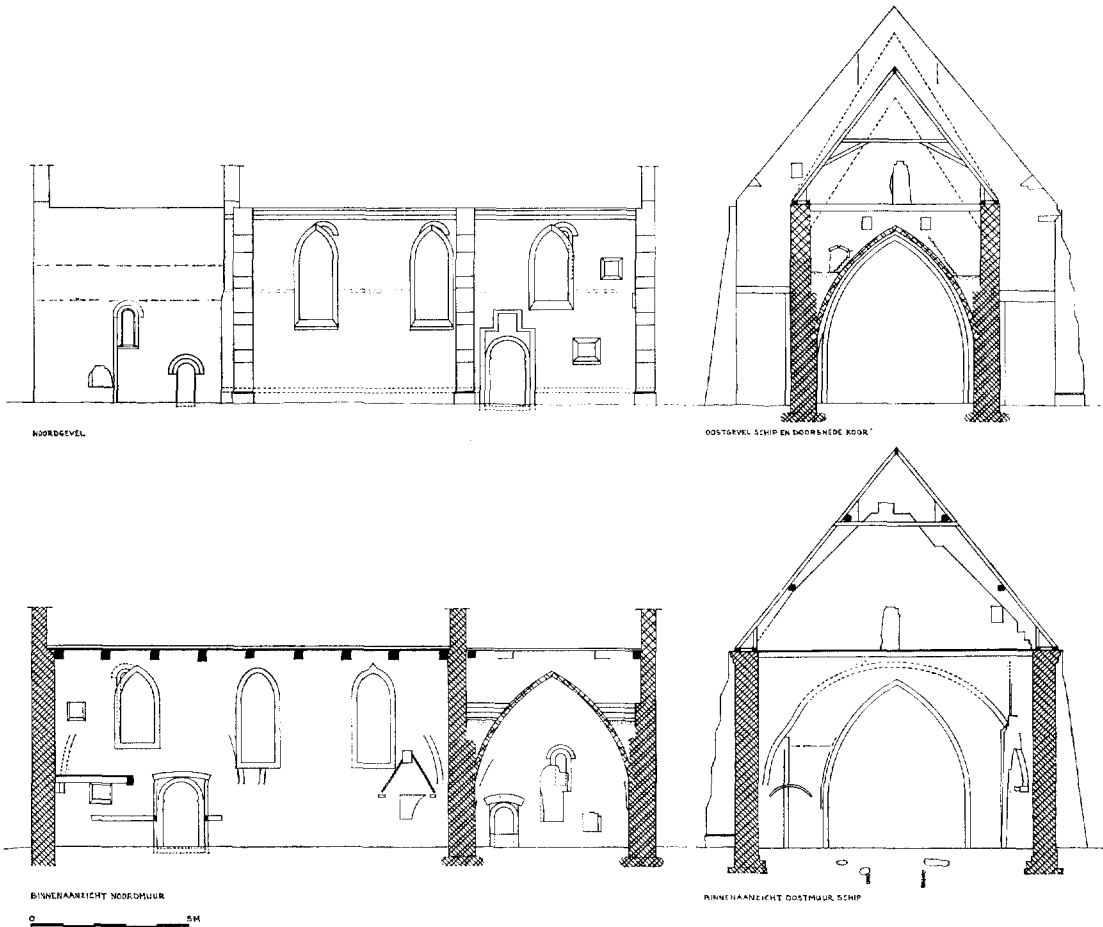 NOORDGEVEL
OOSTGEVEL SCHIP EN DOORSNEDE KOOR
BINNENAANZICHT NOORDMUUR
BINNENAANZICHT OOSTMUUR SCHIP
0 5M